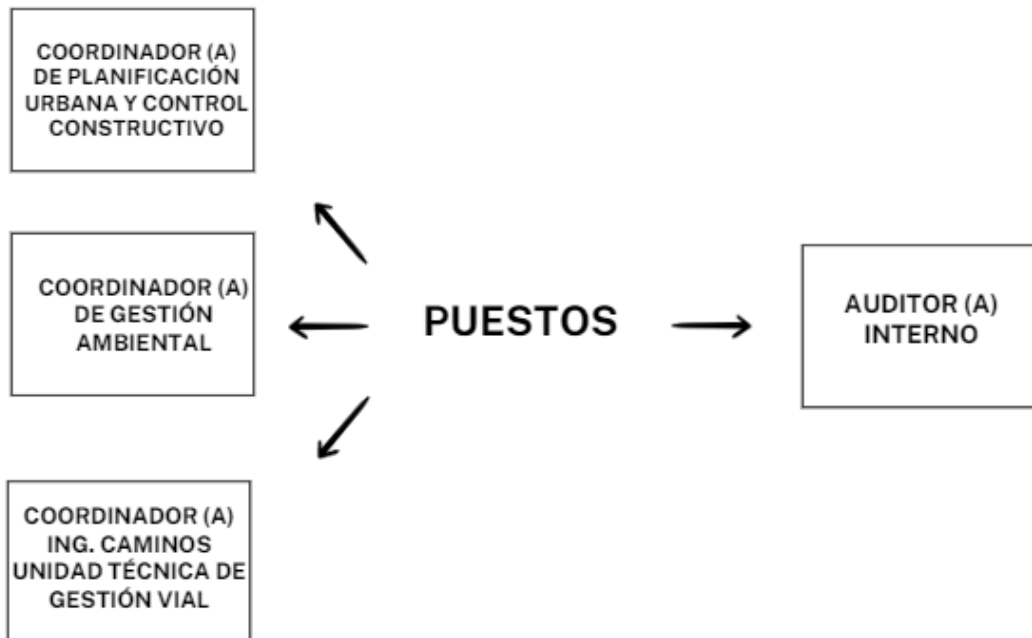 COORDINADOR (A)
DE PLANIFICACIÓN
URBANA Y CONTROL
CONSTRUCTIVO
COORDINADOR (A)
DE GESTIÓN
AMBIENTAL
COORDINADOR (A)
ING. CAMINOS
UNIDAD TÉCNICA DE
GESTIÓN VIAL
PUESTOS
AUDITOR (A)
INTERNO